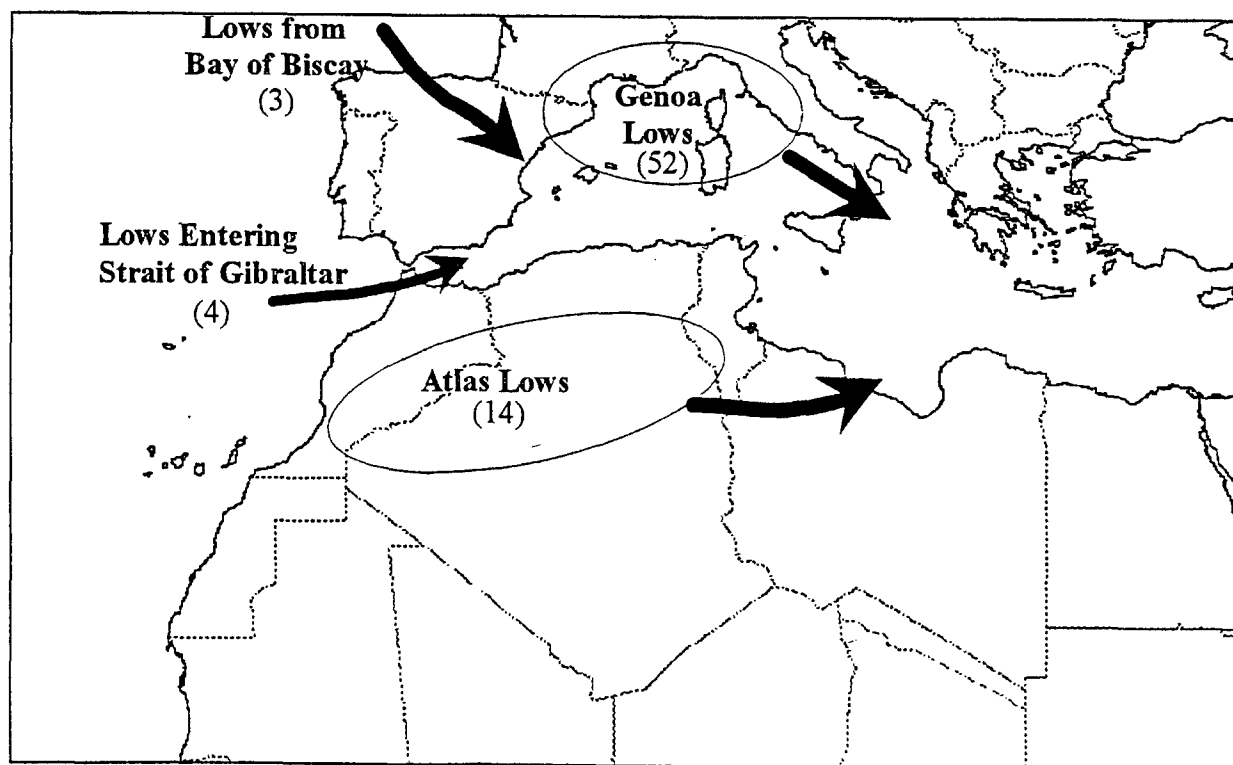 Lows from
Bay of Biscay
(3)
Genoa
Lows
(52)
Lows Entering
Strait of Gibraltar
(4)
Atlas Lows
(14)